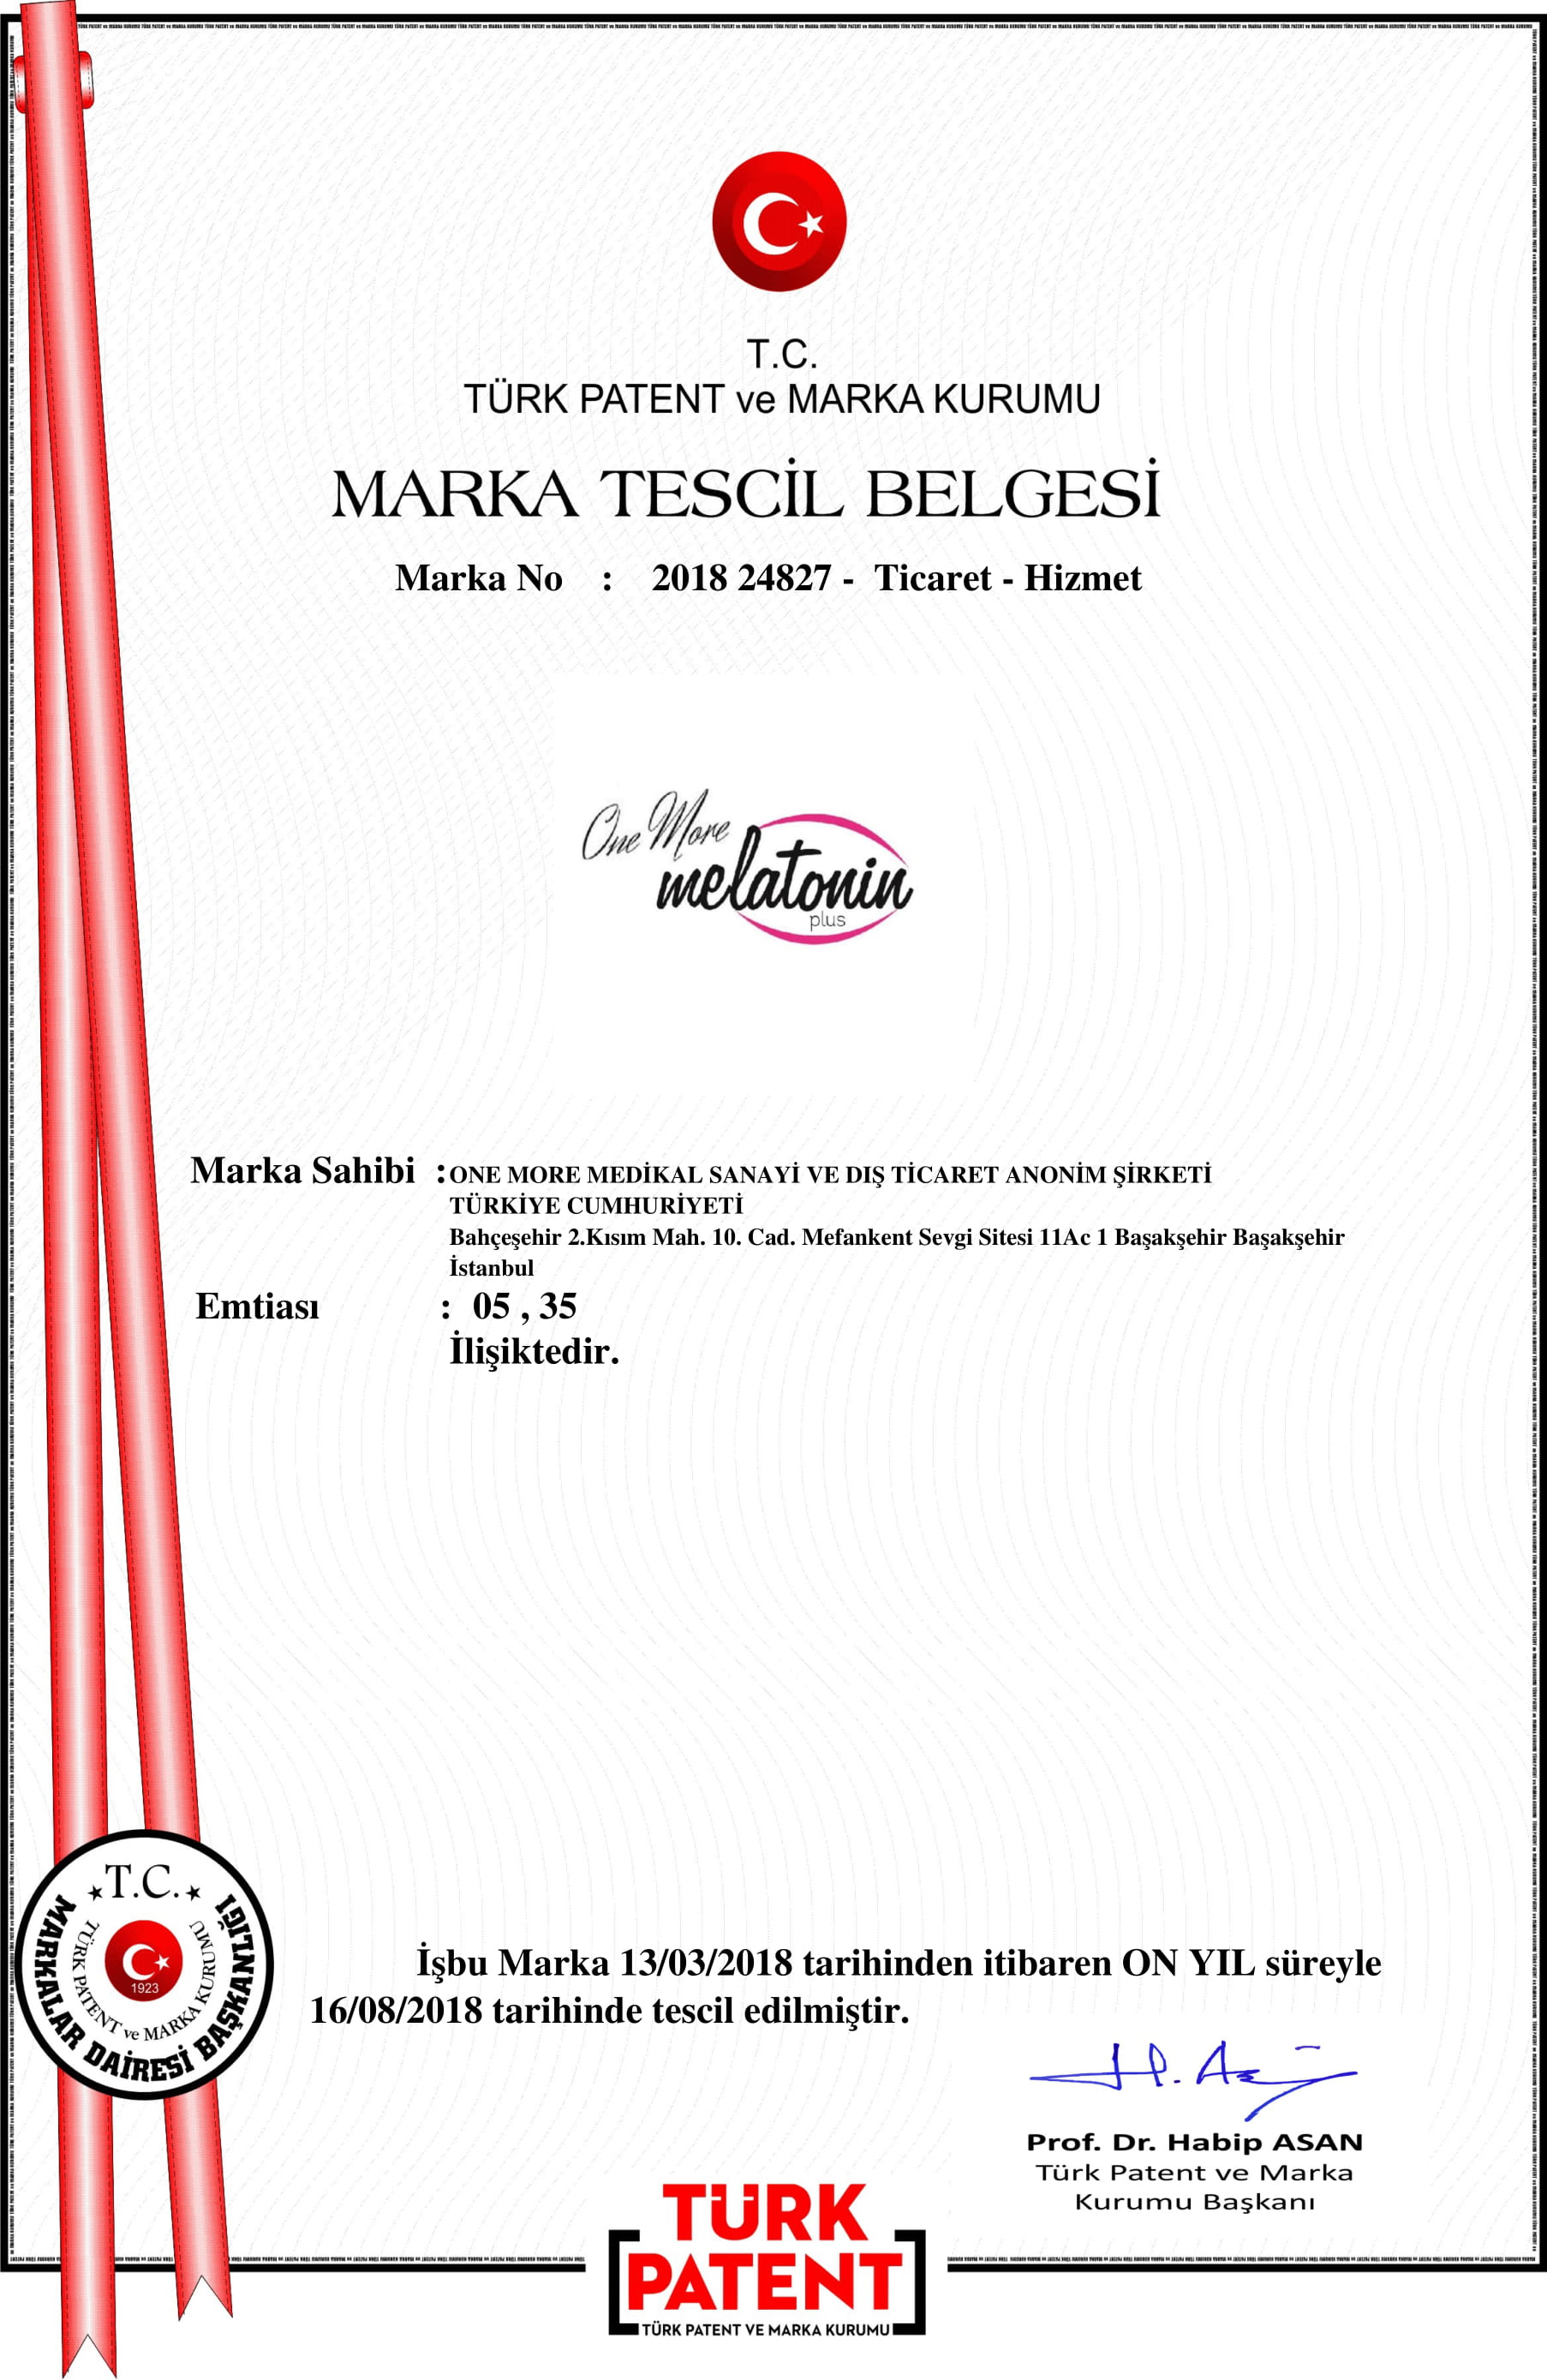 T.C.
TÜRK PATENT ve MARKA KURUMU
MARKA TESCİL BELGESİ
Marka No : 2018 24827 - Ticaret - Hizmet
One More
melatonin
plus
Marka Sahibi : ONE MORE MEDİKAL SANAYİ VE DIŞ TİCARET ANONİM ŞİRKETİ
TÜRKİYE CUMHURİYETİ
Bahçeşehir 2.Kısım Mah. 10. Cad. Mefankent Sevgi Sitesi 11Ac 1 Başakşehir Başakşehir
İstanbul
Emtiası : 05 , 35
İlişiktedir.
T.C.
MARKALAR DAİRESİ BAŞKANLIĞI
TÜRK PATENT ve MARKA KURUMU
1923
İşbu Marka 13/03/2018 tarihinden itibaren ON YIL süreyle
16/08/2018 tarihinde tescil edilmiştir.
Prof. Dr. Habip ASAN
Türk Patent ve Marka
Kurumu Başkanı
TÜRK
PATENT
TÜRK PATENT VE MARKA KURUMU